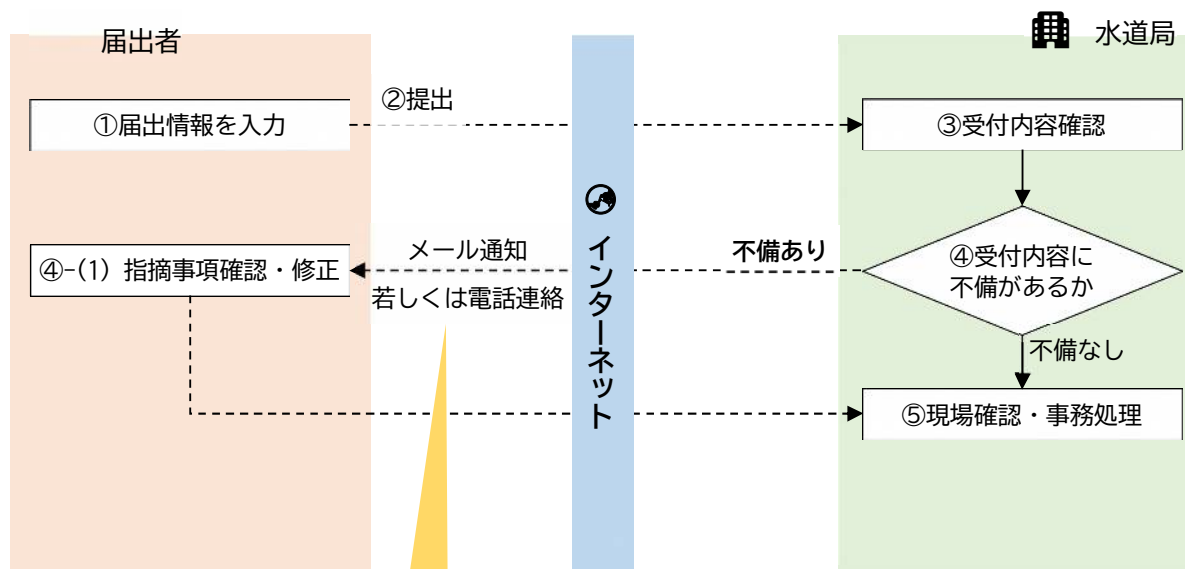 届出者
水道局
①届出情報を入力
②提出
③受付内容確認
インターネット
④-(1) 指摘事項確認・修正
メール通知
若しくは電話連絡
不備あり
④受付内容に
不備があるか
不備なし
⑤現場確認・事務処理